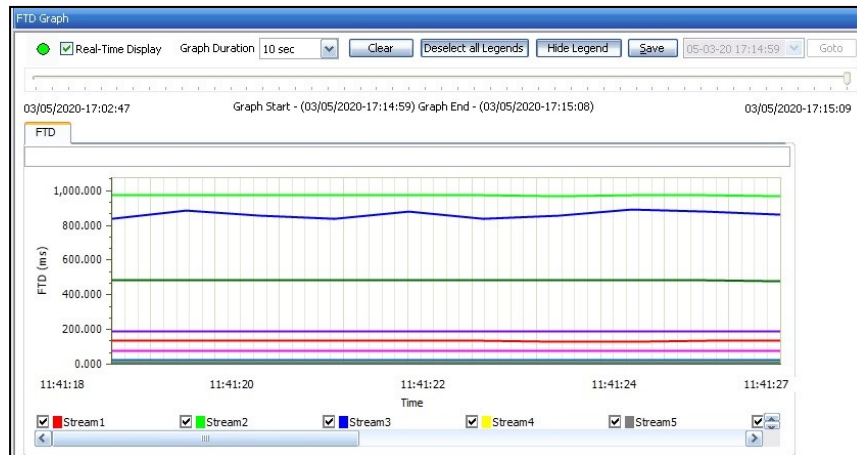 FTD Graph
Real-Time Display Graph Duration 10 sec Clear Deselect all Legends Hide Legend Save 05-03-20 17:14:59 Goto
03/05/2020-17:02:47 Graph Start - (03/05/2020-17:14:59) Graph End - (03/05/2020-17:15:08) 03/05/2020-17:15:09
FTD
1,000.000
800.000
600.000
400.000
200.000
0.000
FTD (ms)
11:41:18 11:41:20 11:41:22 11:41:24 11:41:27
Time
Stream1 Stream2 Stream3 Stream4 Stream5